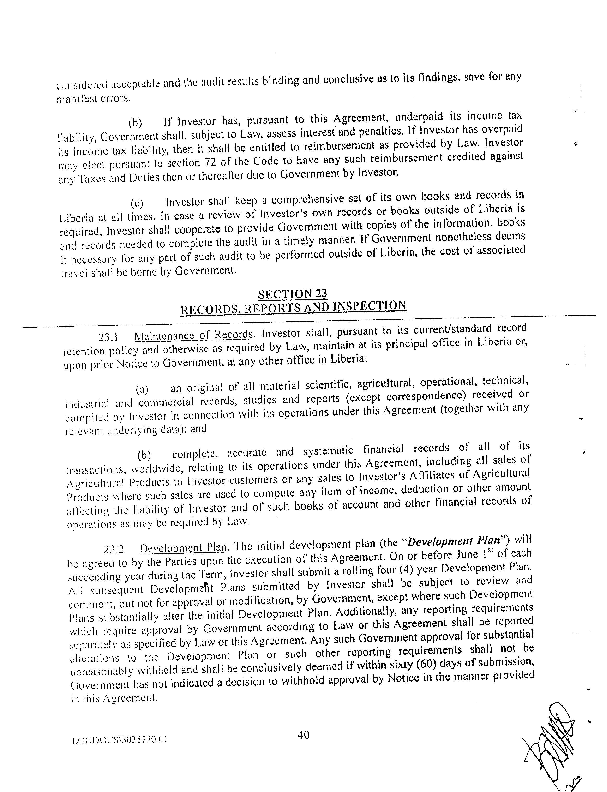 considered acceptable and the audit results binding and conclusive as to its findings, save for any
manifest errors.
(b) If Investor has, pursuant to this Agreement, underpaid its income tax
liability, Government shall, subject to Law, assess interest and penalties. If Investor has overpaid
its income tax liability, then it shall be entitled to reimbursement as provided by Law. Investor
may elect pursuant to section 72 of the Code to have any such reimbursement credited against
any Taxes and Duties then or thereafter due to Government by Investor.
(c) Investor shall keep a comprehensive set of its own books and records in
Liberia at all times. In case a review of Investor's own records or books outside of Liberia is
required, Investor shall cooperate to provide Government with copies of the information, books
and records needed to complete the audit in a timely manner. If Government nonetheless deems
it necessary for any part of such audit to be performed outside of Liberia, the cost of associated
travel shall be borne by Government.
SECTION 23
RECORDS, REPORTS AND INSPECTION
23.1 Maintenance of Records. Investor shall, pursuant to its current/standard record
retention policy and otherwise as required by Law, maintain at its principal office in Liberia or,
upon prior Notice to Government, at any other office in Liberia:
(a) an original of all material scientific, agricultural, operational, technical,
industrial and commercial records, studies and reports (except correspondence) received or
compiled by Investor in connection with its operations under this Agreement (together with any
relevant underlying data); and
(b) complete, accurate and systematic financial records of all of its
transactions, worldwide, relating to its operations under this Agreement, including all sales of
Agricultural Products to Investor customers or any sales to Investor's Affiliates of Agricultural
Products where such sales are used to compute any item of income, deduction or other amount
affecting the liability of Investor and of such books of account and other financial records of
operations as may be required by Law.
23.2 Development Plan. The initial development plan (the "Development Plan") will
be agreed to by the Parties upon the execution of this Agreement. On or before June 1st of each
succeeding year during the Term, Investor shall submit a rolling four (4) year Development Plan.
All subsequent Development Plans submitted by Investor shall be subject to review and
comment, but not for approval or modification, by Government, except where such Development
Plans substantially alter the initial Development Plan. Additionally, any reporting requirements
which require approval by Government according to Law or this Agreement shall be reported
separately as specified by Law or this Agreement. Any such Government approval for substantial
alterations to the Development Plan or such other reporting requirements shall not be
unreasonably withheld and shall be conclusively deemed if within sixty (60) days of submission,
Government has not indicated a decision to withhold approval by Notice in the manner provided
in this Agreement.
40